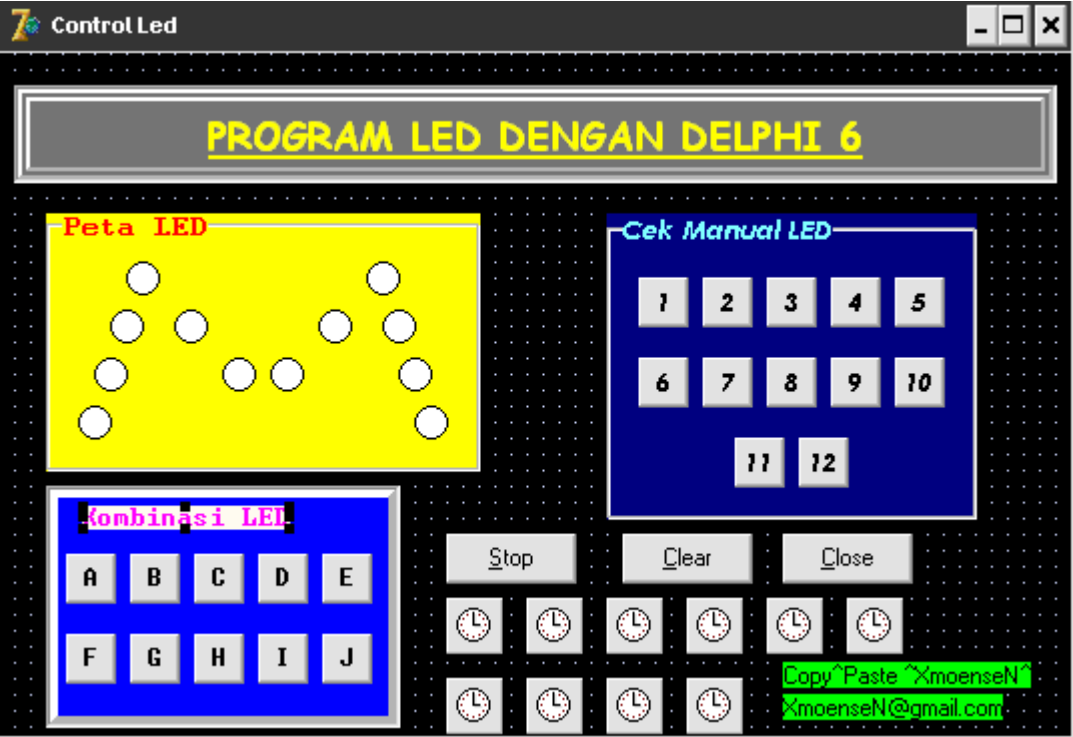 Control Led
PROGRAM LED DENGAN DELPHI 6
Peta LED
Cek Manual LED
1 2 3 4 5
6 7 8 9 10
11 12
Kombinasi LED
A B C D E
F G H I J
Stop Clear Close
Copy^Paste ^XmoenseN^
XmoenseN@gmail.com